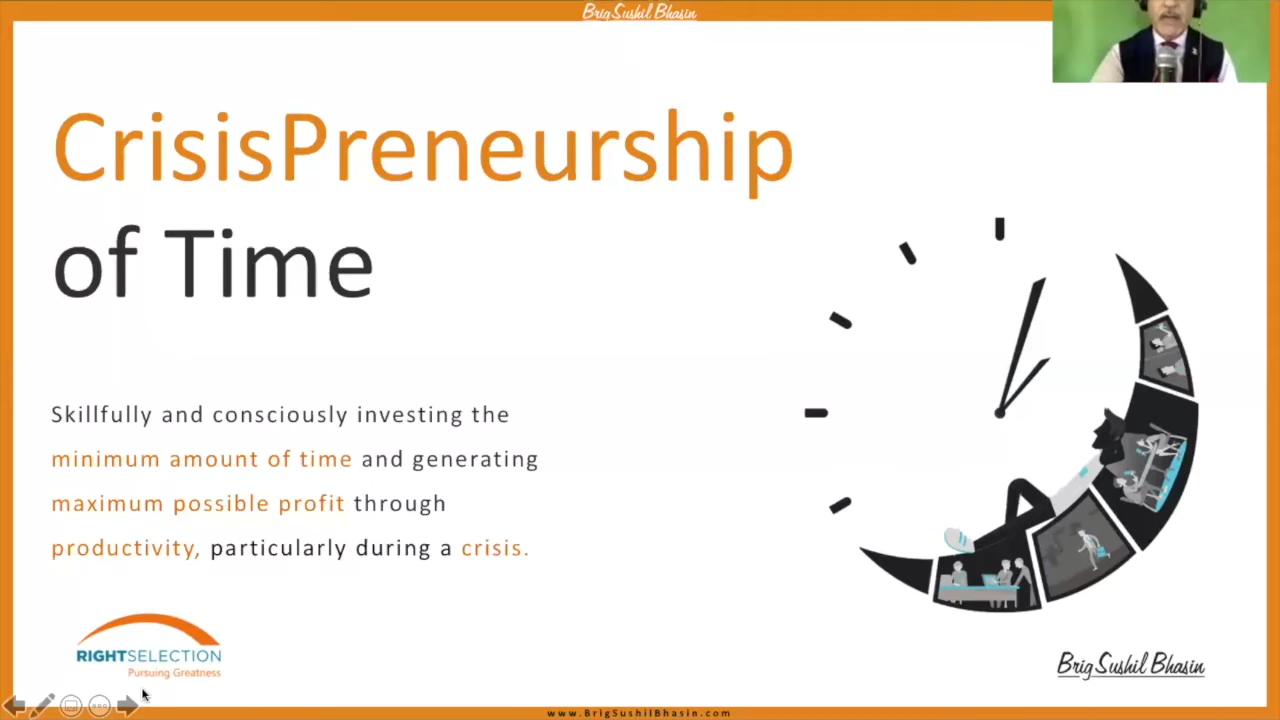 Brig Sushil Bhasin
CrisisPreneurship
of Time
Skillfully and consciously investing the
minimum amount of time and generating
maximum possible profit through
productivity, particularly during a crisis.
RIGHTSELECTION
Pursuing Greatness
Brig Sushil Bhasin
www.BrigSushilBhasin.com